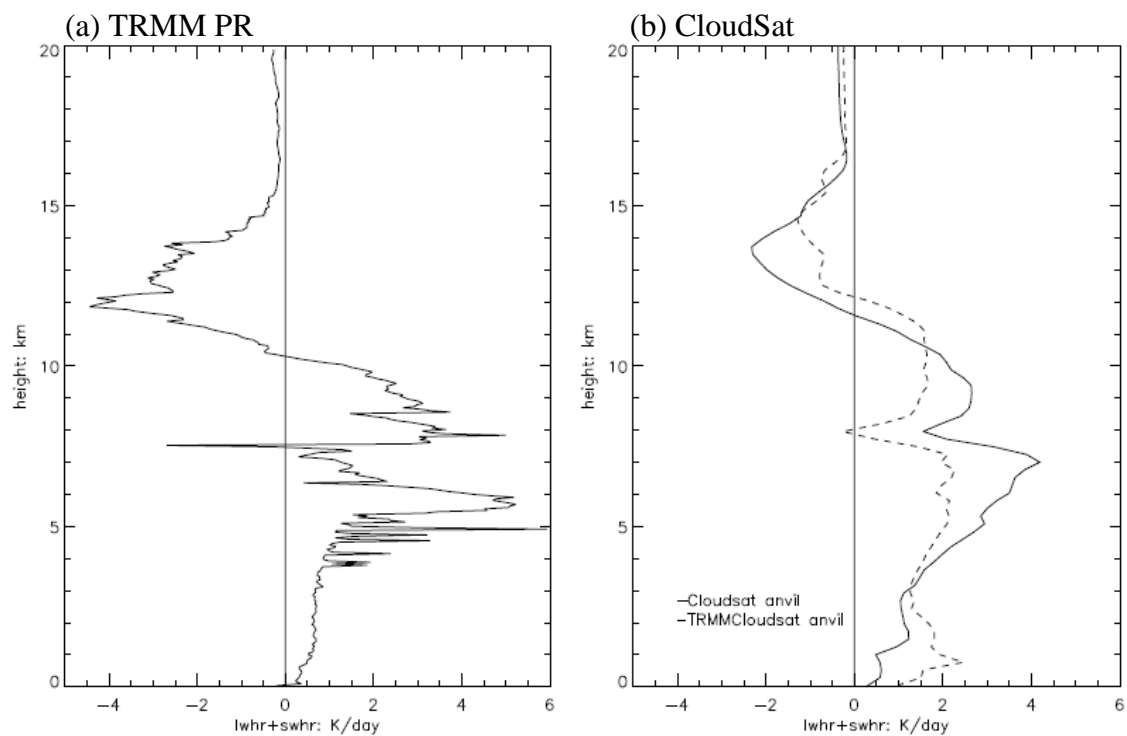 (a) TRMM PR
20
15
10
5
0
height: km
−4 −2 0 2 4 6
lwhr+swhr: K/day
(b) CloudSat
20
15
10
5
0
height: km
−Cloudsat anvil
−TRMMCloudsat anvil
−4 −2 0 2 4 6
lwhr+swhr: K/day